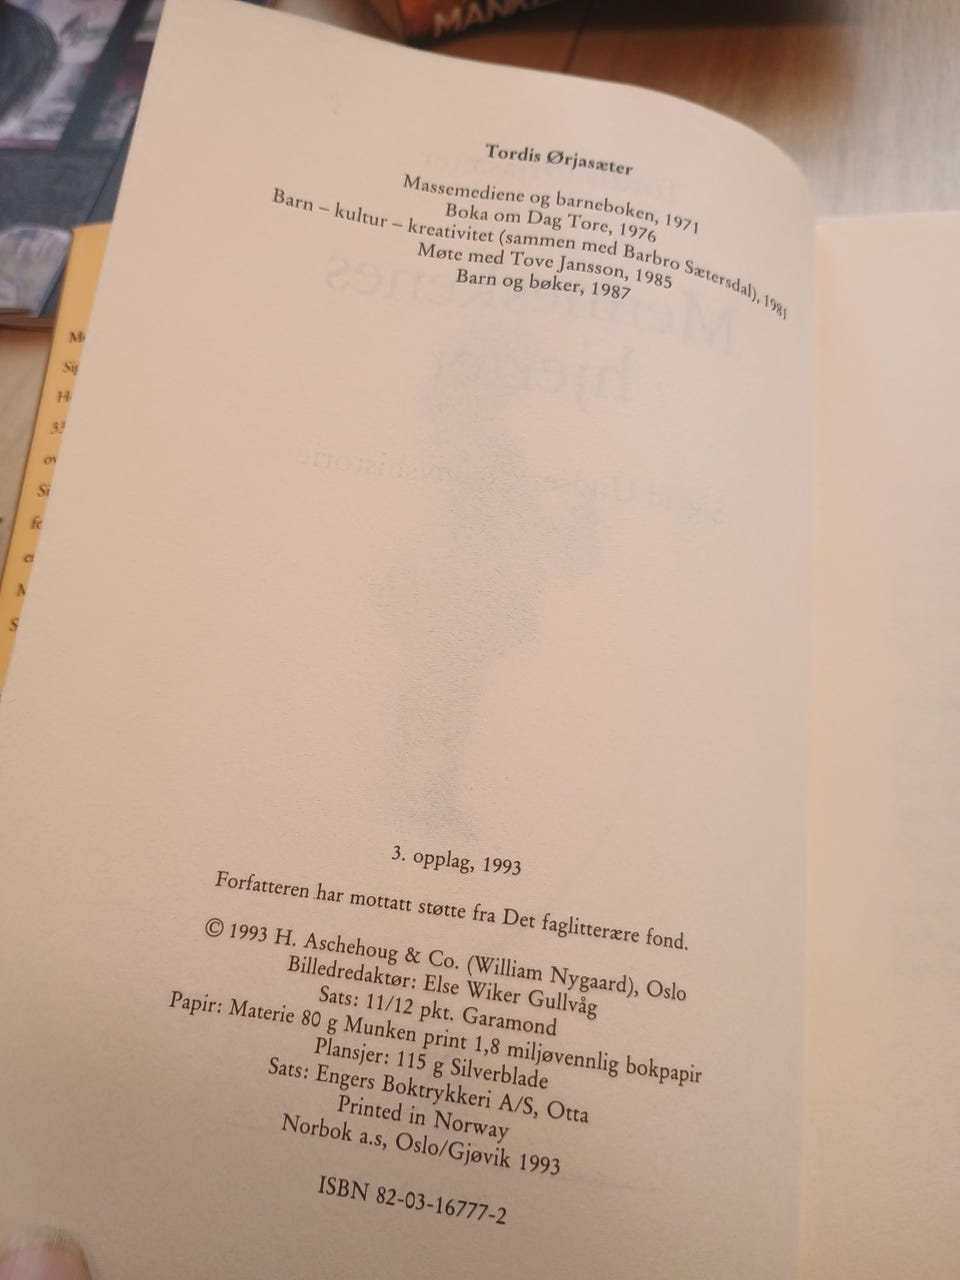 MANKE
Tordis Ørjasæter
Massemediene og barneboken, 1971
Boka om Dag Tore, 1976
Barn – kultur – kreativitet (sammen med Barbro Sætersdal), 1981
Møte med Tove Jansson, 1985
Barn og bøker, 1987
3. opplag, 1993
Forfatteren har mottatt støtte fra Det faglitterære fond.
© 1993 H. Aschehoug & Co. (William Nygaard), Oslo
Billedredaktør: Else Wiker Gullvåg
Sats: 11/12 pkt. Garamond
Papir: Materie 80 g Munken print 1,8 miljøvennlig bokpapir
Plansjer: 115 g Silverblade
Sats: Engers Boktrykkeri A/S, Otta
Printed in Norway
Norbok a.s, Oslo/Gjøvik 1993
ISBN 82-03-16777-2